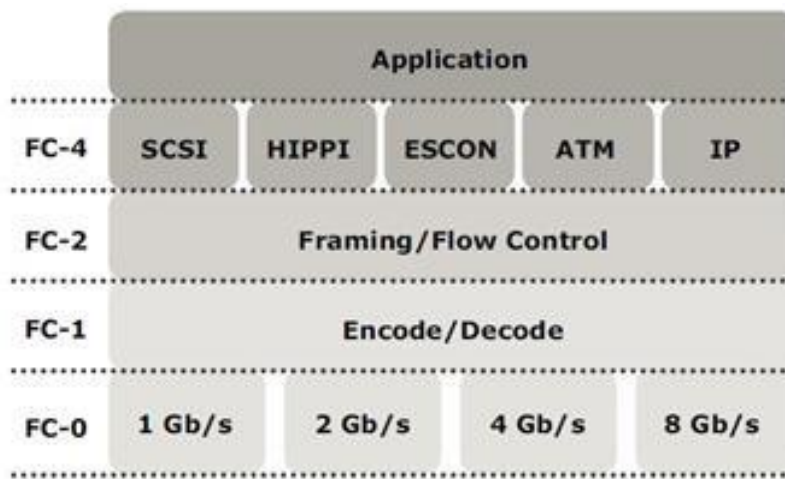 Application
FC-4 SCSI HIPPI ESCON ATM IP
FC-2 Framing/Flow Control
FC-1 Encode/Decode
FC-0 1 Gb/s 2 Gb/s 4 Gb/s 8 Gb/s